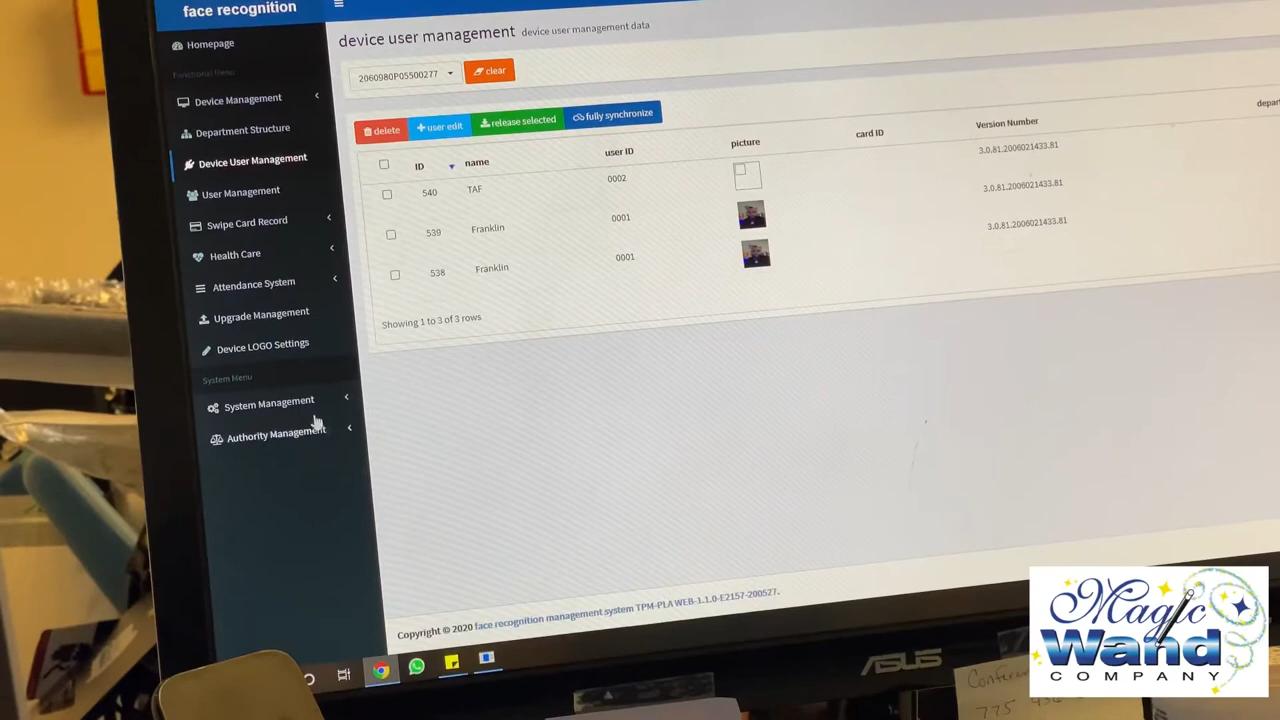 face recognition
Homepage
Functional Menu
Device Management
Department Structure
Device User Management
User Management
Swipe Card Record
Health Care
Attendance System
Upgrade Management
Device LOGO Settings
System Menu
System Management
Authority Management
device user management device user management data
2060980P05500277 clear
delete user edit release selected fully synchronize
ID name user ID picture card ID Version Number
540 TAF 0002 3.0.81.2006021433.81
539 Franklin 0001 3.0.81.2006021433.81
538 Franklin 0001 3.0.81.2006021433.81
Showing 1 to 3 of 3 rows
Copyright © 2020 face recognition management system TPM-PLA WEB-1.1.0-E2157-200527.
ASUS
775
Magic
Wand
COMPANY